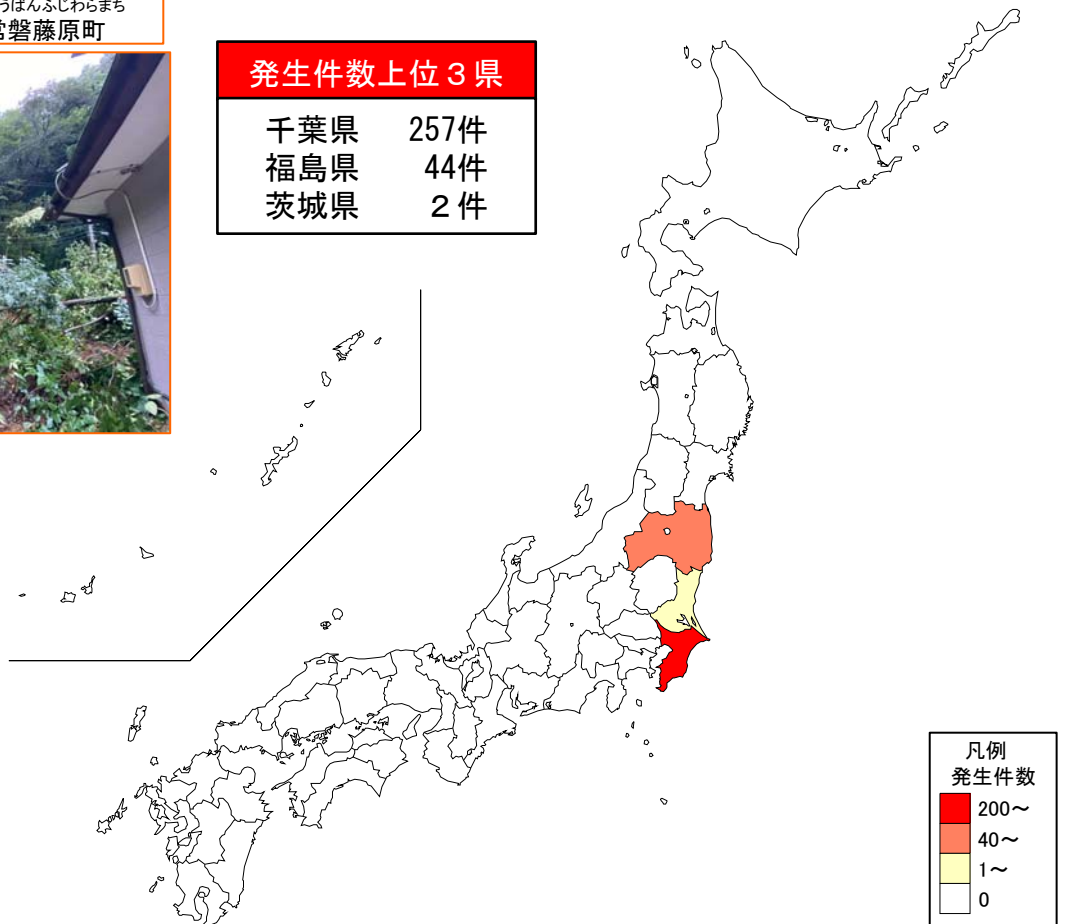 うばんふじわらまち
常磐藤原町
発生件数上位３県
千葉県 257件
福島県 44件
茨城県 ２件
凡例
発生件数
200～
40～
1～
0